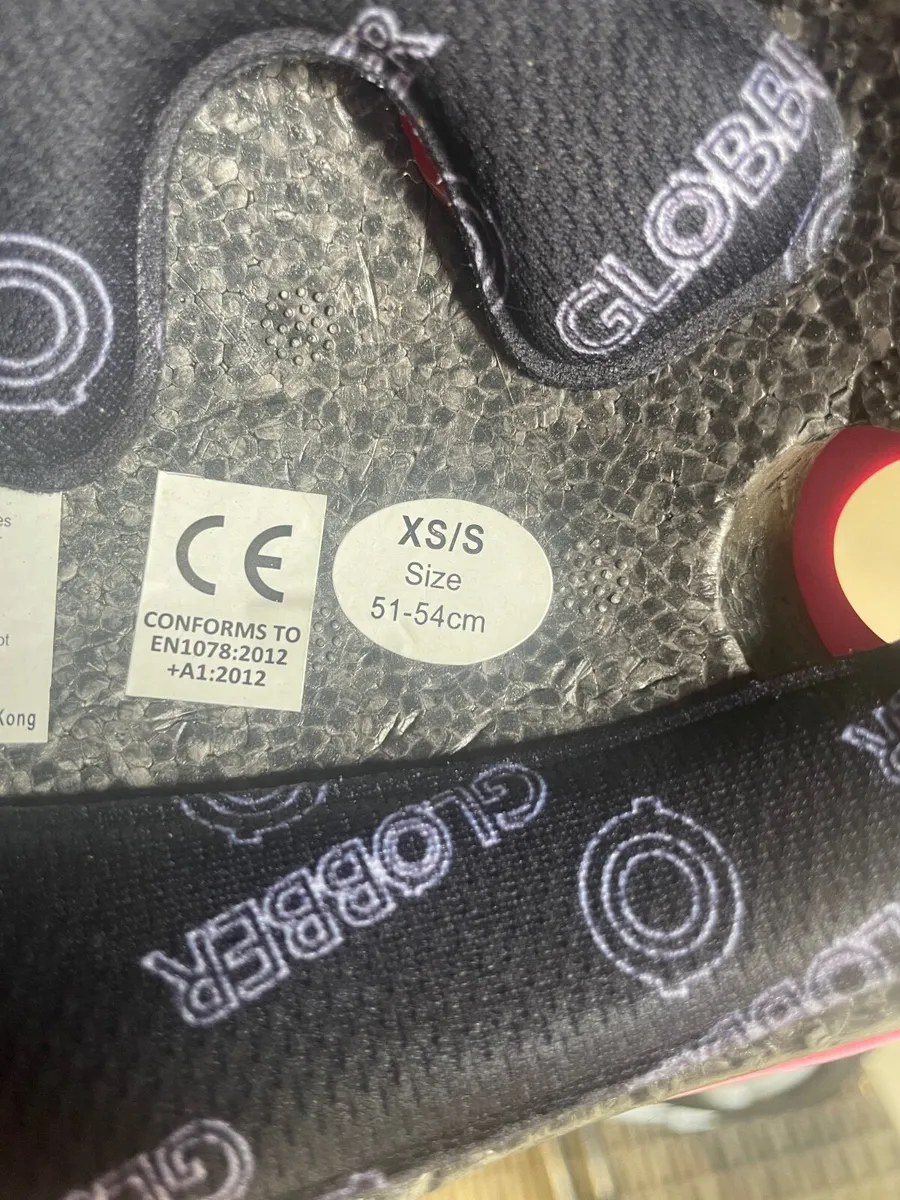 GLOBBER
CE
CONFORMS TO
EN1078:2012
+A1:2012
XS/S
Size
51-54cm
Kong
GLOBBER